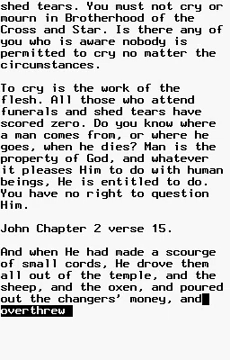 shed tears. You must not cry or
mourn in Brotherhood of the
Cross and Star. Is there any of
you who is aware nobody is
permitted to cry no matter the
circumstances.
To cry is the work of the
flesh. All those who attend
funerals and shed tears have
scored zero. Do you know where
a man comes from, or where he
goes, when he dies? Man is the
property of God, and whatever
it pleases Him to do with human
beings, He is entitled to do.
You have no right to question
Him.
John Chapter 2 verse 15.
And when He had made a scourge
of small cords, He drove them
all out of the temple, and the
sheep, and the oxen, and poured
out the changers' money, and
overthrew